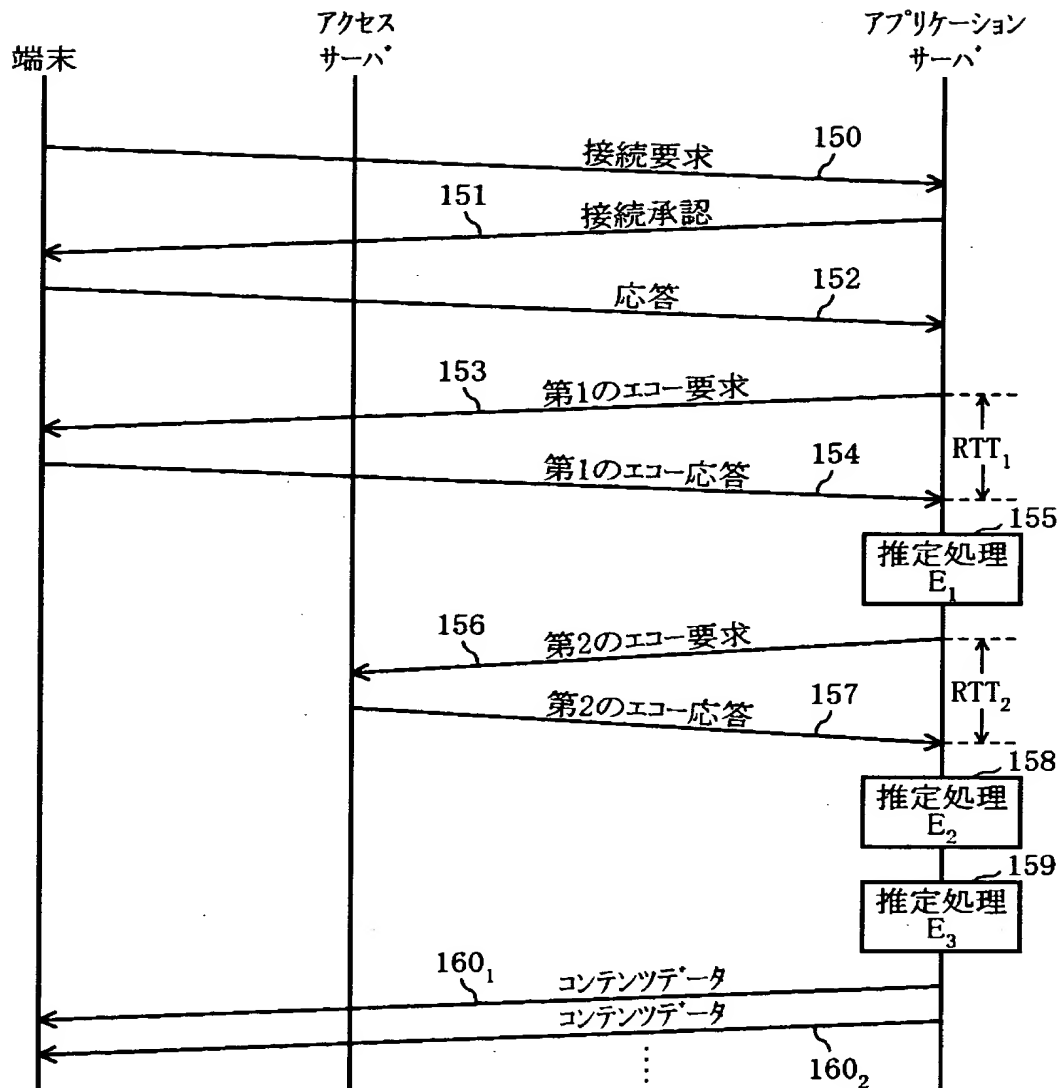 端末
アクセス
サーバ
アプリケーション
サーバ
接続要求
150
151
接続承認
応答
152
153
第1のエコー要求
RTT₁
第1のエコー応答
154
155
推定処理
E₁
156
第2のエコー要求
RTT₂
第2のエコー応答
157
158
推定処理
E₂
159
推定処理
E₃
160₁
コンテンツデータ
コンテンツデータ
160₂